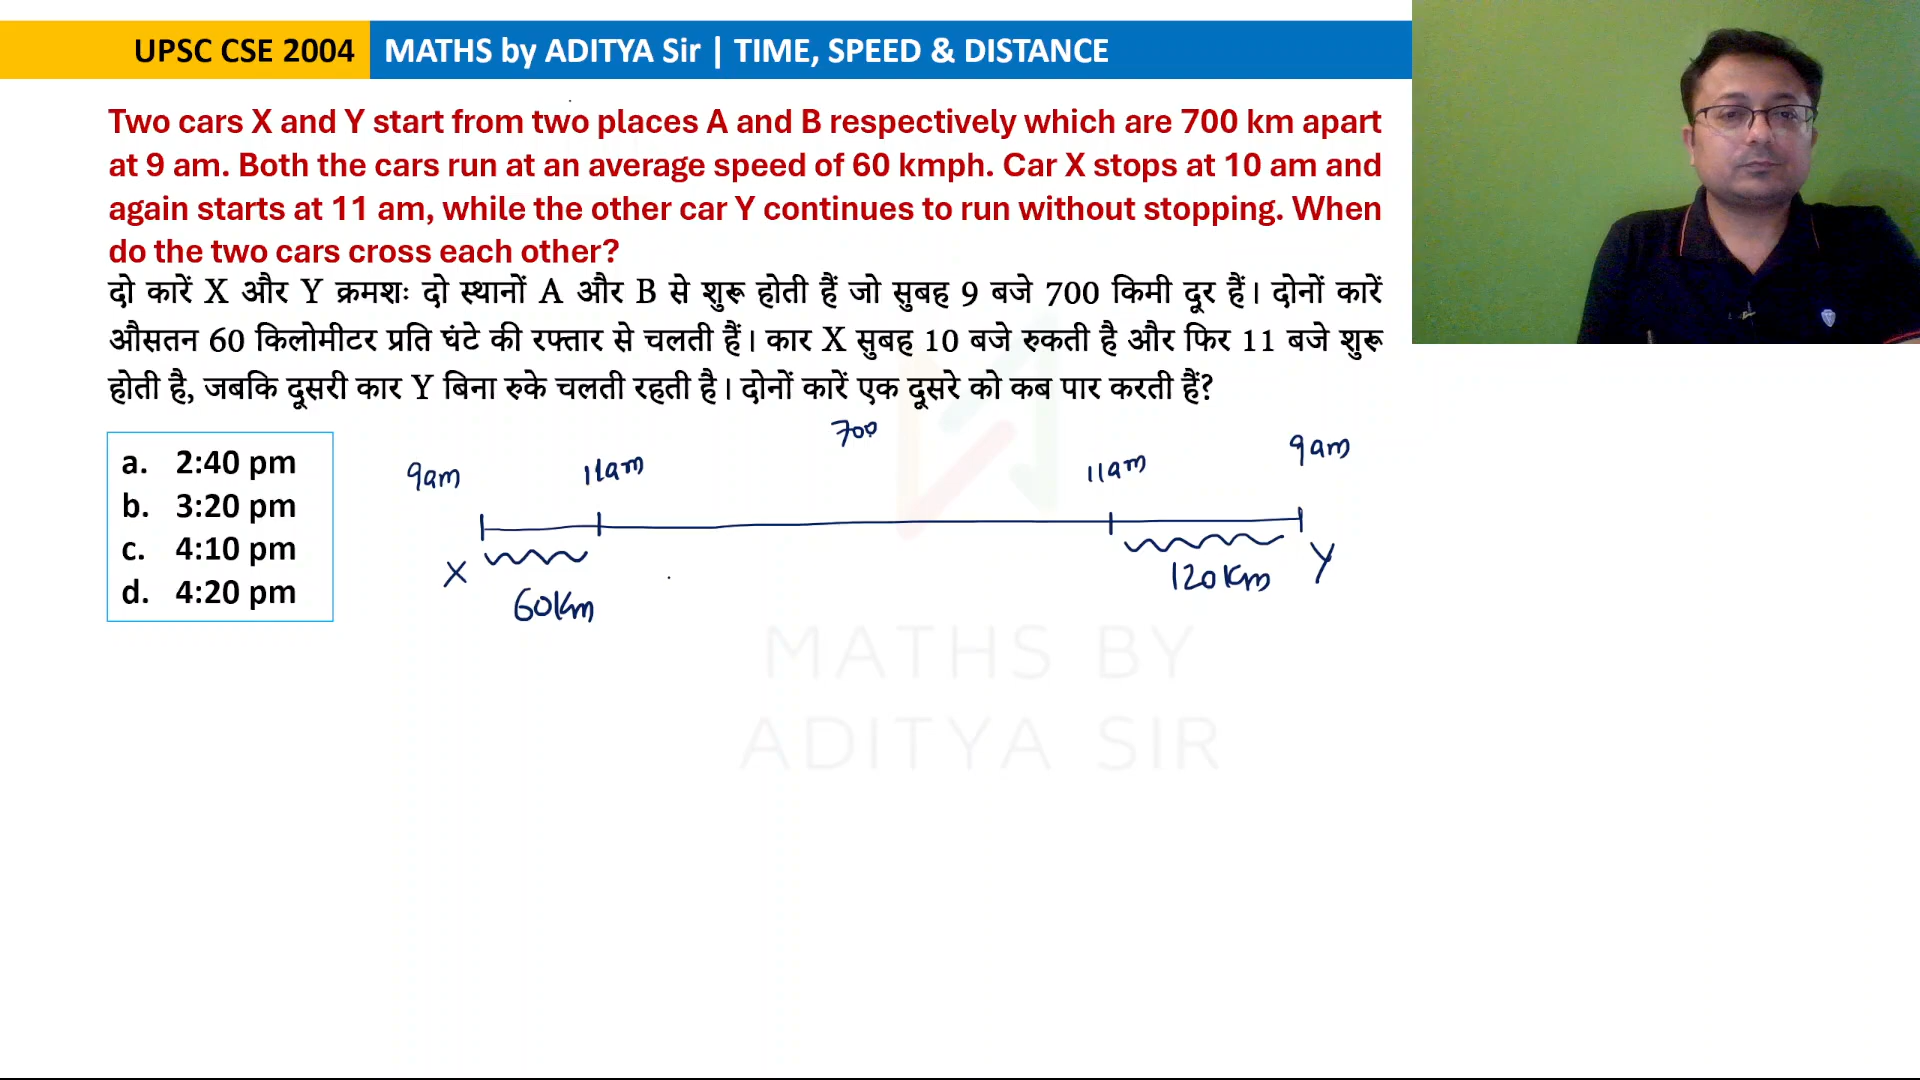 UPSC CSE 2004 MATHS by ADITYA Sir | TIME, SPEED & DISTANCE
Two cars X and Y start from two places A and B respectively which are 700 km apart
at 9 am. Both the cars run at an average speed of 60 kmph. Car X stops at 10 am and
again starts at 11 am, while the other car Y continues to run without stopping. When
do the two cars cross each other?
दो कारें X और Y क्रमशः दो स्थानों A और B से शुरू होती हैं जो सुबह 9 बजे 700 किमी दूर हैं। दोनों कारें
औसतन 60 किलोमीटर प्रति घंटे की रफ्तार से चलती हैं। कार X सुबह 10 बजे रुकती है और फिर 11 बजे शुरू
होती है, जबकि दूसरी कार Y बिना रुके चलती रहती है। दोनों कारें एक दूसरे को कब पार करती हैं?
a. 2:40 pm
b. 3:20 pm
c. 4:10 pm
d. 4:20 pm
700
9am 11am 11am 9am
X 60km 120km Y
MATHS BY
ADITYA SIR